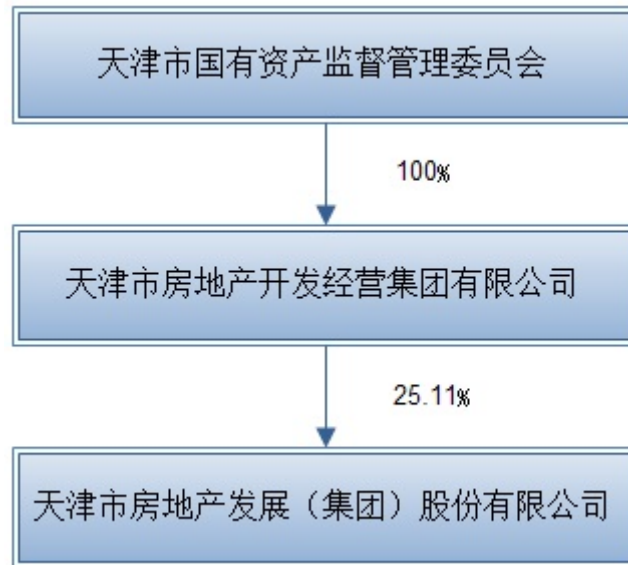 天津市国有资产监督管理委员会
100%
天津市房地产开发经营集团有限公司
25.11%
天津市房地产发展（集团）股份有限公司